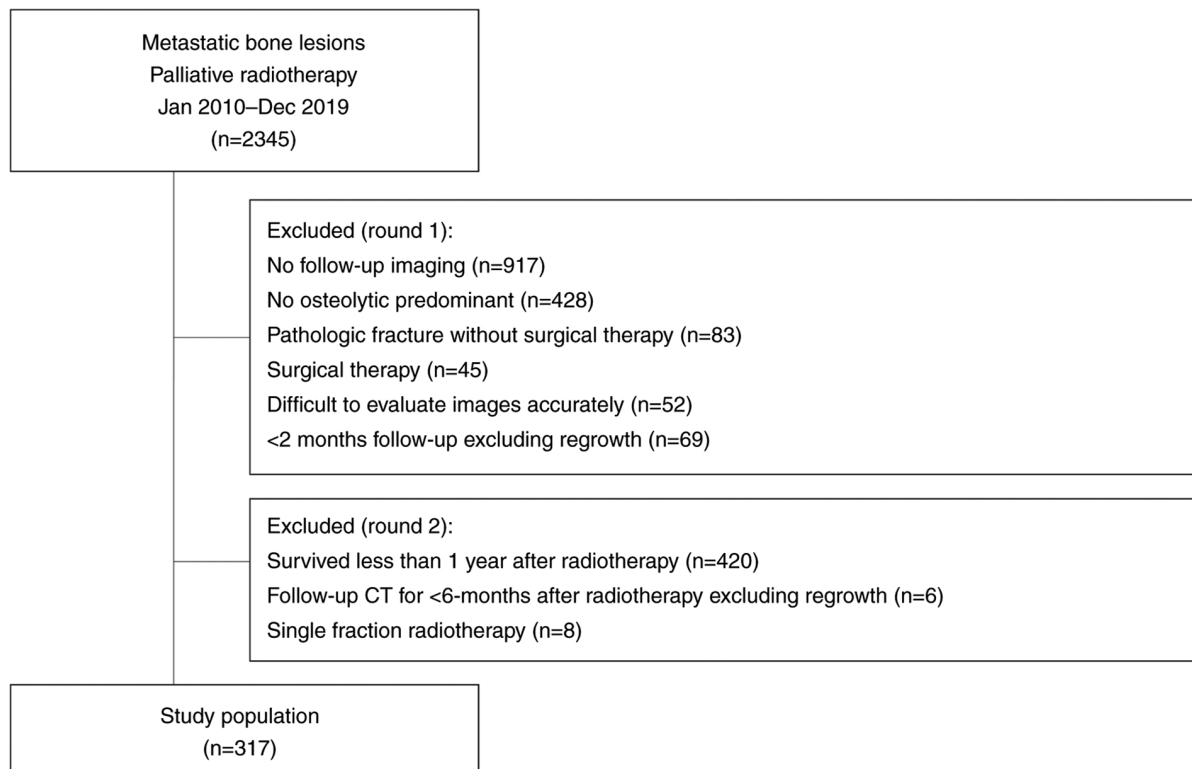 Metastatic bone lesions
Palliative radiotherapy
Jan 2010–Dec 2019
(n=2345)
Excluded (round 1):
No follow-up imaging (n=917)
No osteolytic predominant (n=428)
Pathologic fracture without surgical therapy (n=83)
Surgical therapy (n=45)
Difficult to evaluate images accurately (n=52)
<2 months follow-up excluding regrowth (n=69)
Excluded (round 2):
Survived less than 1 year after radiotherapy (n=420)
Follow-up CT for <6-months after radiotherapy excluding regrowth (n=6)
Single fraction radiotherapy (n=8)
Study population
(n=317)